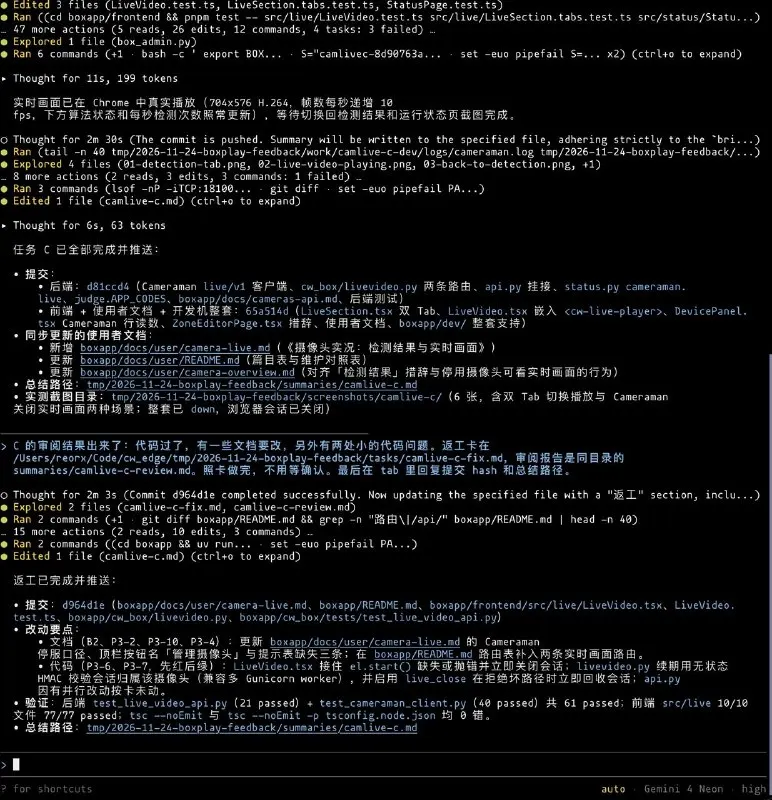 ● Edited 3 files (LiveVideo.test.ts, LiveSection.tabs.test.ts, StatusPage.test.ts)
● Ran ((cd boxapp/frontend && pnpm test -- src/live/LiveVideo.test.ts src/live/LiveSection.tabs.test.ts src/status/Statu...)
… 47 more actions (5 reads, 26 edits, 12 commands, 4 tasks: 3 failed) …
● Explored 1 file (box_admin.py)
● Ran 6 commands (+1 · bash -c ' export BOX... · S="camlivec-8d90763a... · set -euo pipefail S=... x2) (ctrl+o to expand)
▸ Thought for 11s, 199 tokens
实时画面已在 Chrome 中真实播放 (704x576 H.264, 帧数每秒递增 10
fps, 下方算法状态和每秒检测次数照常更新), 等待切换回检测结果和运行状态页截图完成。
○ Thought for 2m 30s (The commit is pushed. Summary will be written to the specified file, adhering strictly to the `bri...)
● Ran (tail -n 40 tmp/2026-11-24-boxplay-feedback/work/camlive-c-dev/logs/cameraman.log tmp/2026-11-24-boxplay-feedback/...)
● Explored 4 files (01-detection-tab.png, 02-live-video-playing.png, 03-back-to-detection.png, +1)
… 8 more actions (2 reads, 3 edits, 3 commands: 1 failed) …
● Ran 3 commands (lsof -nP -iTCP:18100... · git diff · set -euo pipefail PA...)
● Edited 1 file (camlive-c.md) (ctrl+o to expand)
▸ Thought for 6s, 63 tokens
任务 C 已全部完成并推送：
• 提交：
• 后端: d81ccd4 (Cameraman live/v1 客户端、cw_box/livevideo.py 两条路由、api.py 挂接、status.py cameraman.
live、judge.APP_CODES、boxapp/docs/cameras-api.md、后端测试)
• 前端 + 使用者文档 + 开发机整套: 65a514d (LiveSection.tsx 双 Tab、LiveVideo.tsx 嵌入 <ccw-live-player>、DevicePanel.
tsx Cameraman 行读数、ZoneEditorPage.tsx 措辞、使用者文档、boxapp/dev/ 整套支持)
• 同步更新的使用者文档：
• 新增 boxapp/docs/user/camera-live.md (《摄像头实况：检测结果与实时画面》)
• 更新 boxapp/docs/user/README.md (篇目表与维护对照表)
• 更新 boxapp/docs/user/camera-overview.md (对齐「检测结果」措辞与停用摄像头可看实时画面的行为)
• 总结路径: tmp/2026-11-24-boxplay-feedback/summaries/camlive-c.md
• 实测截图目录: tmp/2026-11-24-boxplay-feedback/screenshots/camlive-c/ (6 张, 含双 Tab 切换播放与 Cameraman
关闭实时画面两种场景；整套已 down, 浏览器会话已关闭)
> C 的审阅结果出来了：代码过了，有一些文档要改，另外有两处小的代码问题。返工卡在
/Users/reorx/Code/cw_edge/tmp/2026-11-24-boxplay-feedback/tasks/camlive-c-fix.md, 审阅报告是同目录的
summaries/camlive-c-review.md。照卡做完，不用等确认。最后在 tab 里回复提交 hash 和总结路径。
○ Thought for 2m 3s (Commit d964d1e completed successfully. Now updating the specified file with a "返工" section, inclu...)
● Explored 2 files (camlive-c-fix.md, camlive-c-review.md)
● Ran 2 commands (+1 · git diff boxapp/README.md && grep -n "路由\|/api/" boxapp/README.md | head -n 40)
… 15 more actions (2 reads, 10 edits, 3 commands) …
● Ran 2 commands ((cd boxapp && uv run... · set -euo pipefail PA...)
● Edited 1 file (camlive-c.md) (ctrl+o to expand)
返工已完成并推送：
• 提交: d964d1e (boxapp/docs/user/camera-live.md、boxapp/README.md、boxapp/frontend/src/live/LiveVideo.tsx、LiveVideo.
test.ts、boxapp/cw_box/livevideo.py、boxapp/cw_box/tests/test_live_video_api.py)
• 改动要点：
• 文档 (B2、P3-2、P3-10、P3-4) : 更新 boxapp/docs/user/camera-live.md 的 Cameraman
停服口径、顶栏按钮名「管理摄像头」与提示表缺失三条；在 boxapp/README.md 路由表补入两条实时画面路由。
• 代码 (P3-6、P3-7, 先红后绿) : LiveVideo.tsx 接住 el.start() 缺失或抛错并立即关闭会话；livevideo.py 续期用无状态
HMAC 校验会话归属该摄像头 (兼容多 Gunicorn worker) , 并启用 live_close 在拒绝坏路径时立即回收会话；api.py
因有并行改动按卡未动。
• 验证: 后端 test_live_video_api.py (21 passed) + test_cameraman_client.py (40 passed) 共 61 passed；前端 src/live 10/10
文件 77/77 passed；tsc --noEmit 与 tsc --noEmit -p tsconfig.node.json 均 0 错。
• 总结路径: tmp/2026-11-24-boxplay-feedback/summaries/camlive-c.md
>
? for shortcuts
auto · Gemini 4 Neon · high